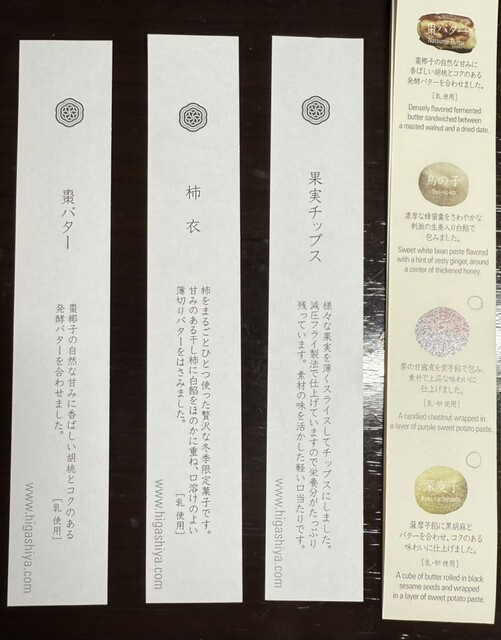 棗バター
棗椰子の自然な甘みに香ばしい胡桃とコクのある
発酵バターを合わせました。
[乳 使用]
www.higashiya.com
柿衣
柿をまるごとひとつ使った贅沢な冬季限定菓子です。
甘みのある干し柿に白餡をほのかに重ね、口溶けのよい
薄切りバターをはさみました。
[乳 使用]
www.higashiya.com
果実チップス
様々な果実を薄くスライスしてチップスにしました。
減圧フライ製法で仕上げていますので栄養分がたっぷり
残っています。素材の味を活かした軽い口当たりです。
www.higashiya.com
棗バター
Natsume Butter
棗椰子の自然な甘みに
香ばしい胡桃とコクのある
発酵バターを合わせました。
[乳 使用]
Densely flavored fermented
butter sandwiched between
a roasted walnut and a dried date.
鳥の子
Tori-no-ko
濃厚な蜂蜜羹をさわやかな
刺激の生姜入り白餡で
包みました。
Sweet white bean paste flavored
with a hint of zesty ginger, around
a center of thickened honey.
栗の甘露煮を紫芋餡で包み、
素朴で上品な味わいに
仕上げました。
[乳・卵 使用]
A candied chestnut wrapped in
a layer of purple sweet potato paste.
深支子
薩摩芋餡に黒胡麻と
バターを合わせ、コクのある
味わいに仕上げました。
[乳・卵 使用]
A cube of butter rolled in black
sesame seeds and wrapped
in a layer of sweet potato paste.